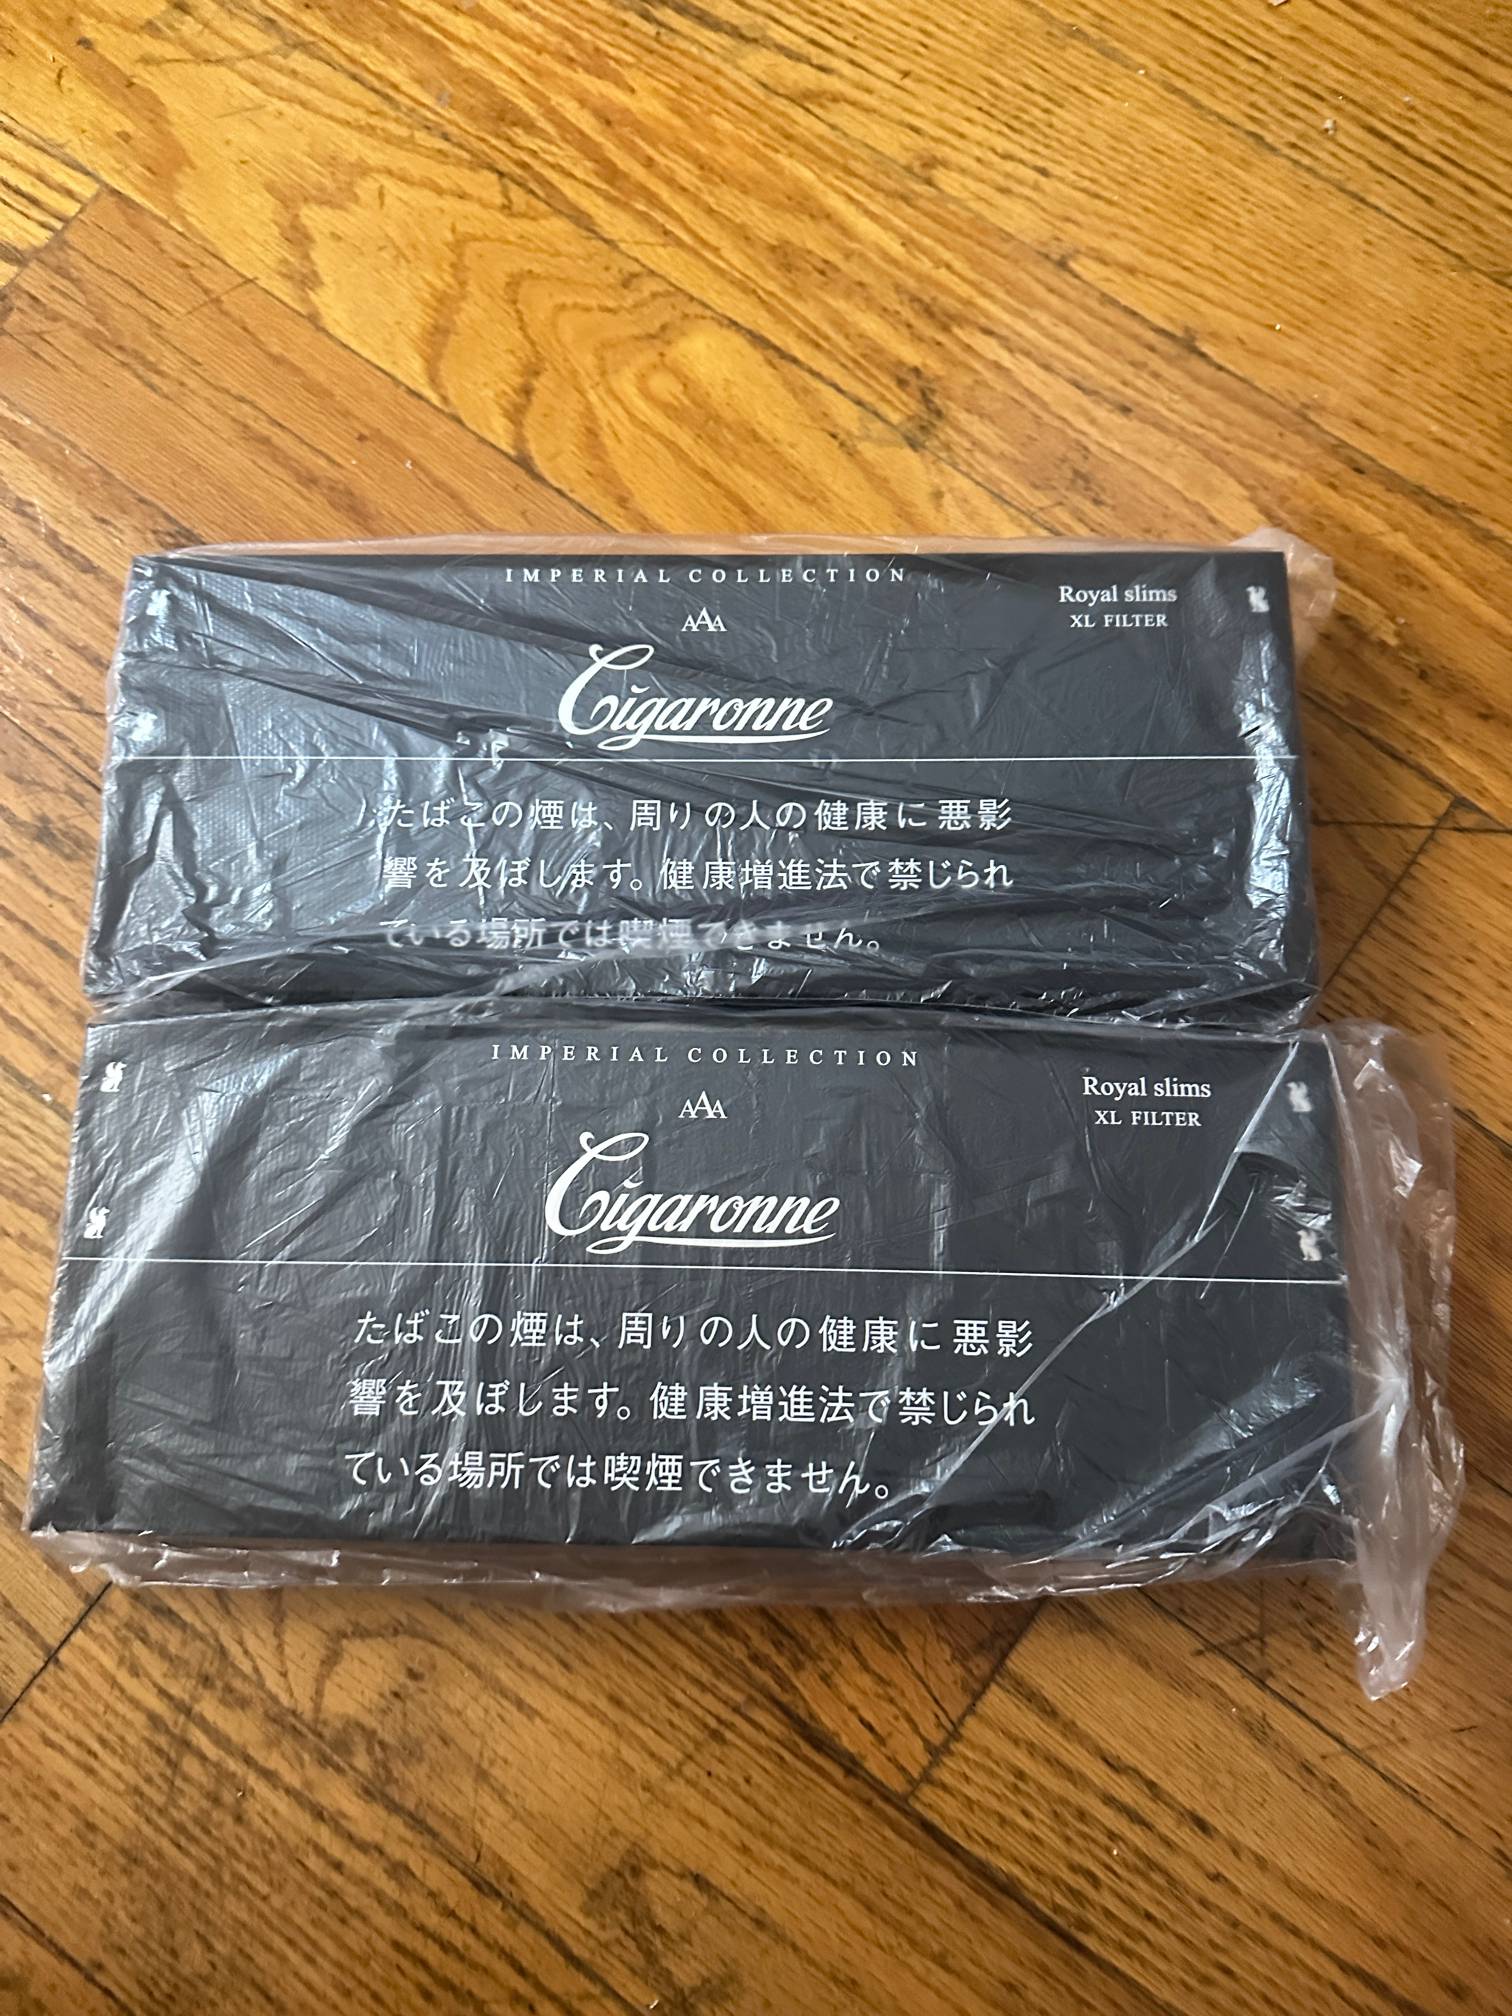 IMPERIAL COLLECTION
AAA
Royal slims
XL FILTER
Cigaronne
たばこの煙は、周りの人の健康に悪影
響を及ぼします。健康増進法で禁じられ
ている場所では喫煙できません。
IMPERIAL COLLECTION
AAA
Royal slims
XL FILTER
Cigaronne
たばこの煙は、周りの人の健康に悪影
響を及ぼします。健康増進法で禁じられ
ている場所では喫煙できません。